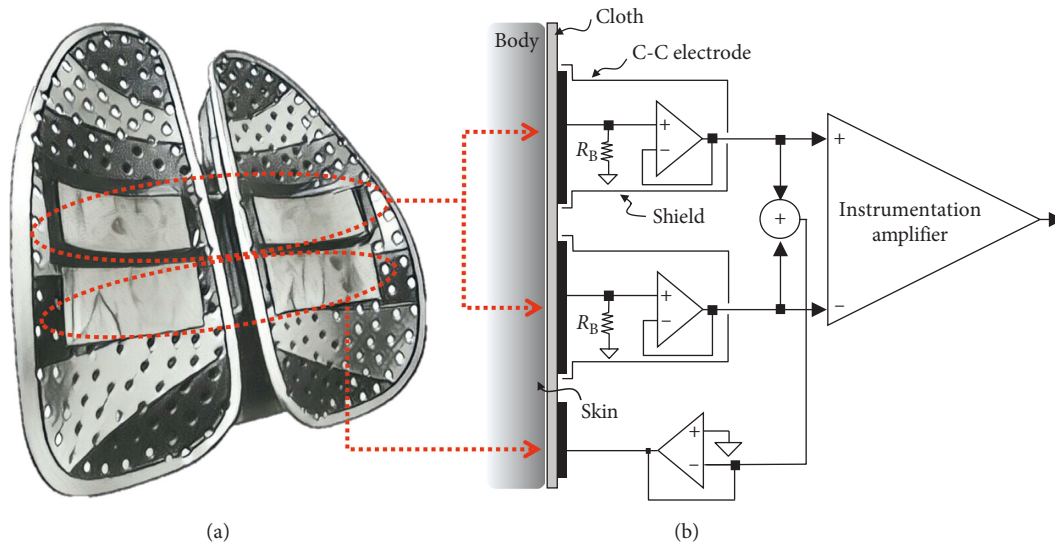 Cloth
Body
C-C electrode
+
−
R_B
Shield
+
−
+
Instrumentation
amplifier
+
−
R_B
−
Skin
+
−
(a)
(b)